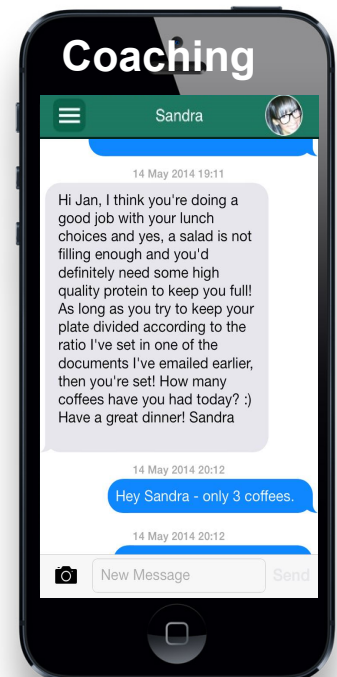 Coaching
Sandra
14 May 2014 19:11
Hi Jan, I think you're doing a
good job with your lunch
choices and yes, a salad is not
filling enough and you'd
definitely need some high
quality protein to keep you full!
As long as you try to keep your
plate divided according to the
ratio I've set in one of the
documents I've emailed earlier,
then you're set! How many
coffees have you had today? :)
Have a great dinner! Sandra
14 May 2014 20:12
Hey Sandra - only 3 coffees.
14 May 2014 20:12
New Message
Send